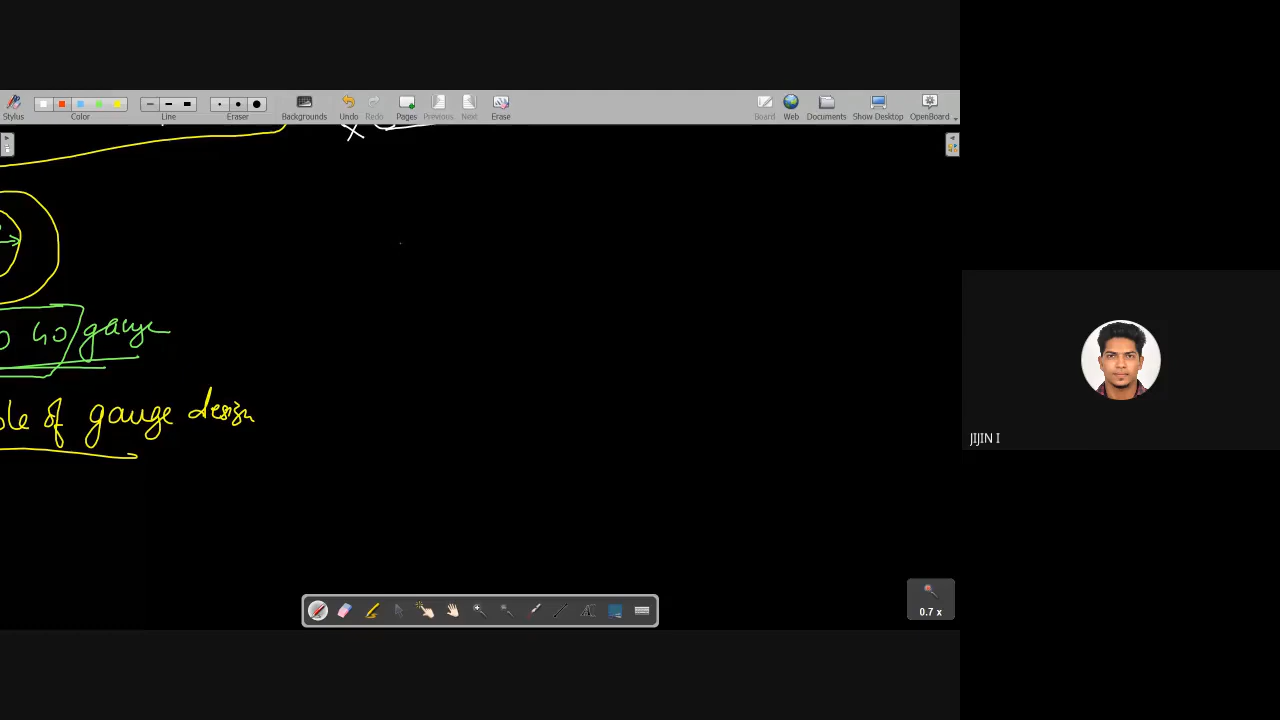 Stylus Color Line Eraser Backgrounds Undo Redo Pages Previous Next Erase Board Web Documents Show Desktop OpenBoard
X
40 gauge
of gauge design
JIJIN I
0.7 x